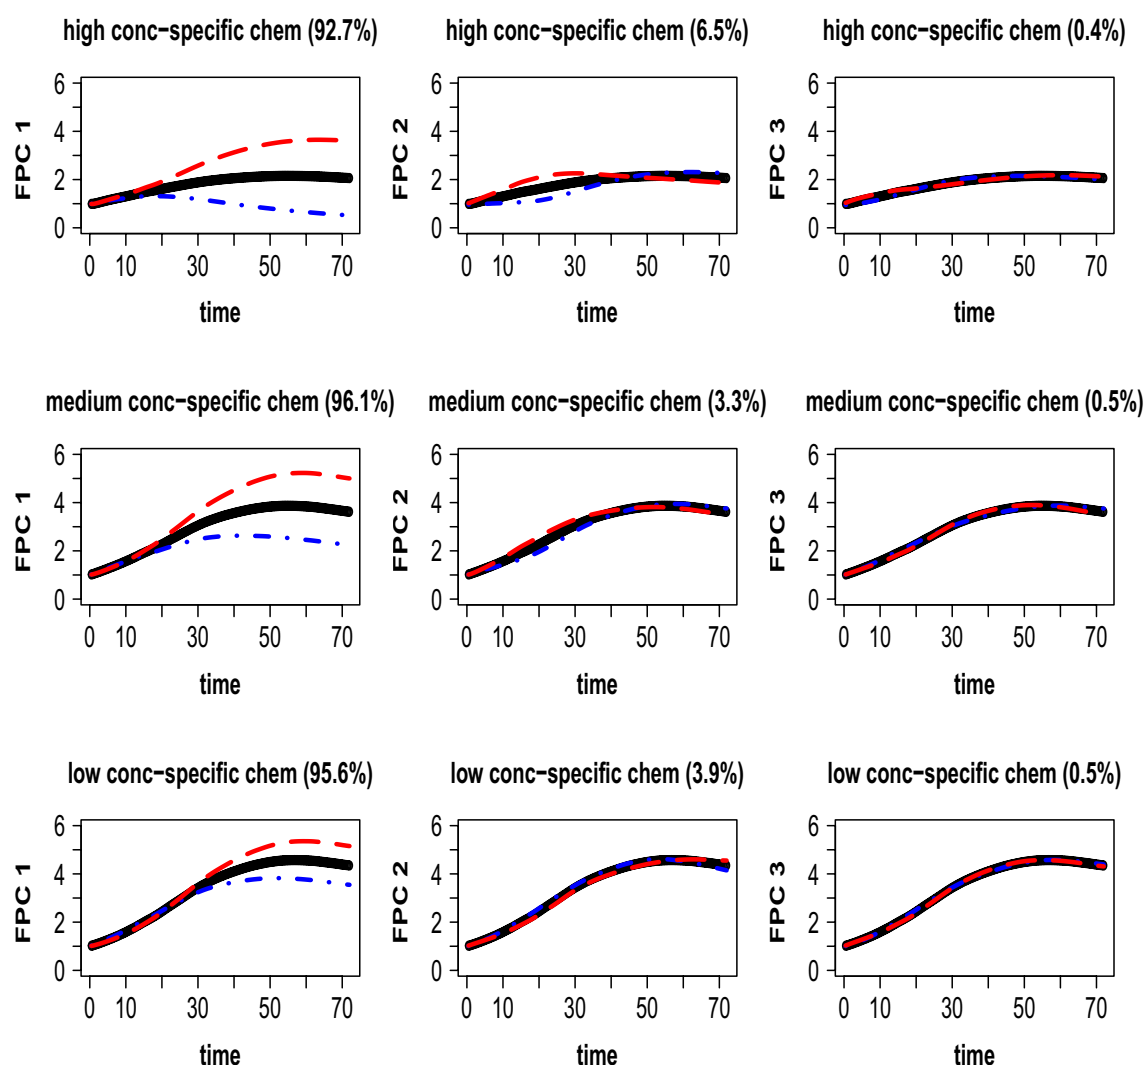 high conc−specific chem (92.7%)
FPC 1
0 2 4 6
0 10 30 50 70
time
high conc−specific chem (6.5%)
FPC 2
0 2 4 6
0 10 30 50 70
time
high conc−specific chem (0.4%)
FPC 3
0 2 4 6
0 10 30 50 70
time
medium conc−specific chem (96.1%)
FPC 1
0 2 4 6
0 10 30 50 70
time
medium conc−specific chem (3.3%)
FPC 2
0 2 4 6
0 10 30 50 70
time
medium conc−specific chem (0.5%)
FPC 3
0 2 4 6
0 10 30 50 70
time
low conc−specific chem (95.6%)
FPC 1
0 2 4 6
0 10 30 50 70
time
low conc−specific chem (3.9%)
FPC 2
0 2 4 6
0 10 30 50 70
time
low conc−specific chem (0.5%)
FPC 3
0 2 4 6
0 10 30 50 70
time